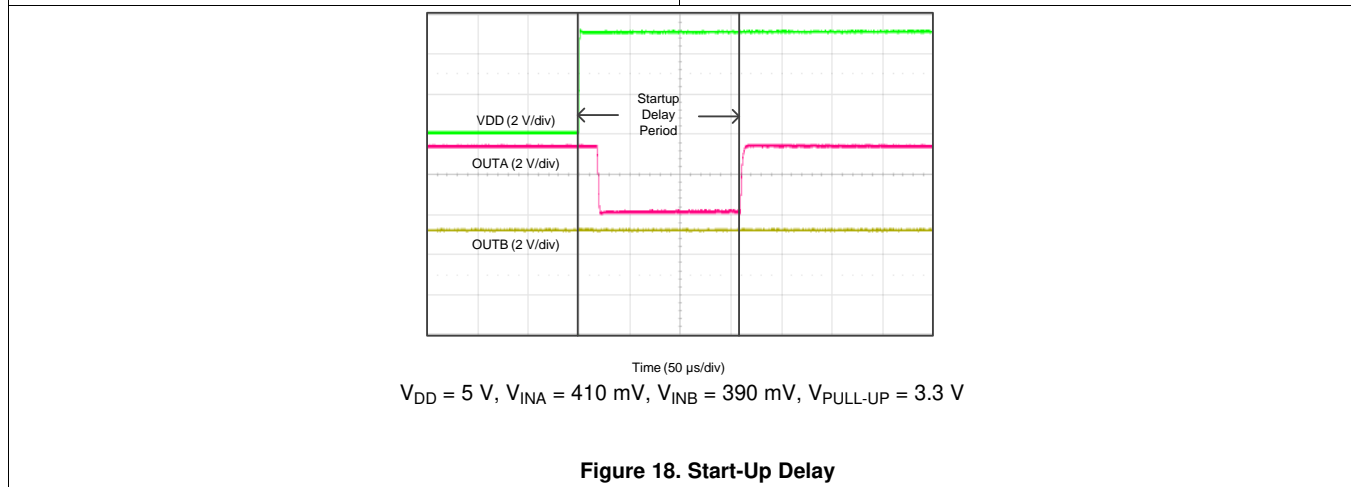 Startup
Delay
Period
VDD (2 V/div)
OUTA (2 V/div)
OUTB (2 V/div)
Time (50 µs/div)
VDD = 5 V, VINA = 410 mV, VINB = 390 mV, VPULL-UP = 3.3 V
Figure 18. Start-Up Delay